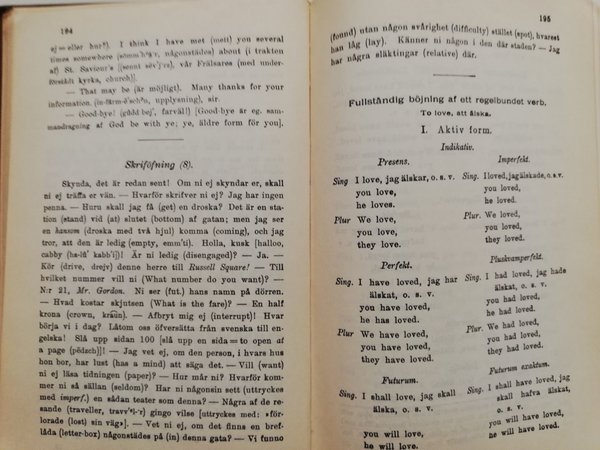 194
ej = eller hur?). I think I have met (mett) you several
times somewhere (någonstädes) about (i trakten
af) St. Saviour's vår Frälsares (med under-
förstådt kyrka, church)].
— That may be (är möjligt). Many thanks for your
information, upplysning), sir.
— Good-bye! (gŭdd bej', farväl!) [Good-bye är eg. sam-
mandragning af God be with ye; ye, äldre form för you].
Skriföfning (8).
Skynda, det är redan sent! Om ni ej skyndar er, skall
ni ej träffa er vän. — Hvarför skrifver ni ej? Jag har ingen
penna. — Huru skall jag få (get) en droska? Det är en sta-
tion (stand) vid (at) slutet (bottom) af gatan; men jag ser
en hansom (droska med två hjul) komma (coming), och jag
tror, att den är ledig (empty, emm'ti). Holla, kusk [halloo,
cabby (ha-lū' kabb'i)]! Är ni ledig (disengaged)? — Ja. —
Kör (drive, drejv) denne herre till Russell Square! — Till
hvilket nummer vill ni (What number do you want)? —
N:r 21, Mr. Gordon. Ni ser (fut.) hans namn på dörren.
— Hvad kostar skjutsen (What is the fare)? — En half
krona (crown, kråun). — Afbryt mig ej (interrupt)! Hvar
börja vi i dag? Låtom oss öfversätta från svenska till en-
gelska! Slå upp sidan 100 (slå upp en sida = to open at
a page (pēdsch)]! — Jag vet ej, om den person, i hvars hus
hon bor, har lust (has a mind) att säga det. — Vill (want)
ni ej läsa tidningen (paper)? — Hur mår ni? Hvarför kom-
mer ni så sällan (seldom)? Har ni någonsin sett (uttryckes
med imperf.) en sådan teater som denna? — Några af de re-
sande (traveller, ) gingo vilse [uttryckes med: »för-
lorade (lost) sin väg»]. — Vet ni ej, om det finns en bref-
låda (letter-box) någonstädes på (in) denna gata? — Vi funno
195
(found) utan någon svårighet (difficulty) stället (spot), hvarest
han låg (lay). Känner ni någon i den där staden? — Jag
har några släktingar (relative) där.
Fullständig böjning af ett regelbundet verb.
To love, att älska.
I. Aktiv form.
Indikativ.
Presens. Imperfekt.
Sing I love, jag älskar, o. s. v. Sing. I loved, jag älskade, o. s. v.
you love, you loved,
he loves. he loved.
Plur We love, Plur We loved,
you love, you loved,
they love. they loved.
Perfekt. Pluskvamperfekt.
Sing. I have loved, jag har Sing. I had loved, jag hade
älskat, o. s. v. älskat, o. s. v.
you have loved, you had loved,
he has loved. he had loved.
Plur We have loved, Plur We had loved,
you have loved, you had loved,
they have loved. they had loved.
Futurum. Futurum exaktum.
Sing. I shall love, jag skall Sing. I shall have loved, jag
älska, o. s. v. skall hafva älskat,
o. s. v.
you will love, you will have loved,
he will love. he will have loved.